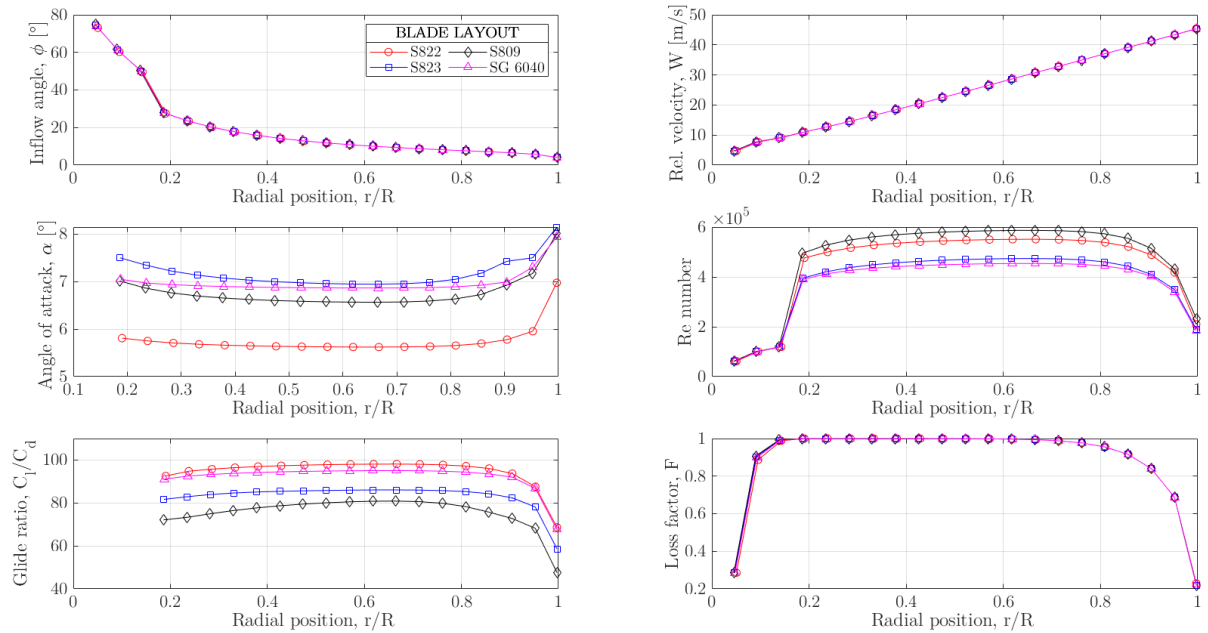 80
60
40
20
0
Inflow angle, ϕ [°]
BLADE LAYOUT
S822 S809
S823 SG 6040
0 0.2 0.4 0.6 0.8 1
Radial position, r/R
50
40
30
20
10
0
Rel. velocity, W [m/s]
0 0.2 0.4 0.6 0.8 1
Radial position, r/R
8
7
6
5
Angle of attack, α [°]
0.1 0.2 0.3 0.4 0.5 0.6 0.7 0.8 0.9 1
Radial position, r/R
×10⁵
6
4
2
0
Re number
0 0.2 0.4 0.6 0.8 1
Radial position, r/R
100
80
60
40
Glide ratio, C_l/C_d
0 0.2 0.4 0.6 0.8 1
Radial position, r/R
1
0.8
0.6
0.4
0.2
Loss factor, F
0 0.2 0.4 0.6 0.8 1
Radial position, r/R